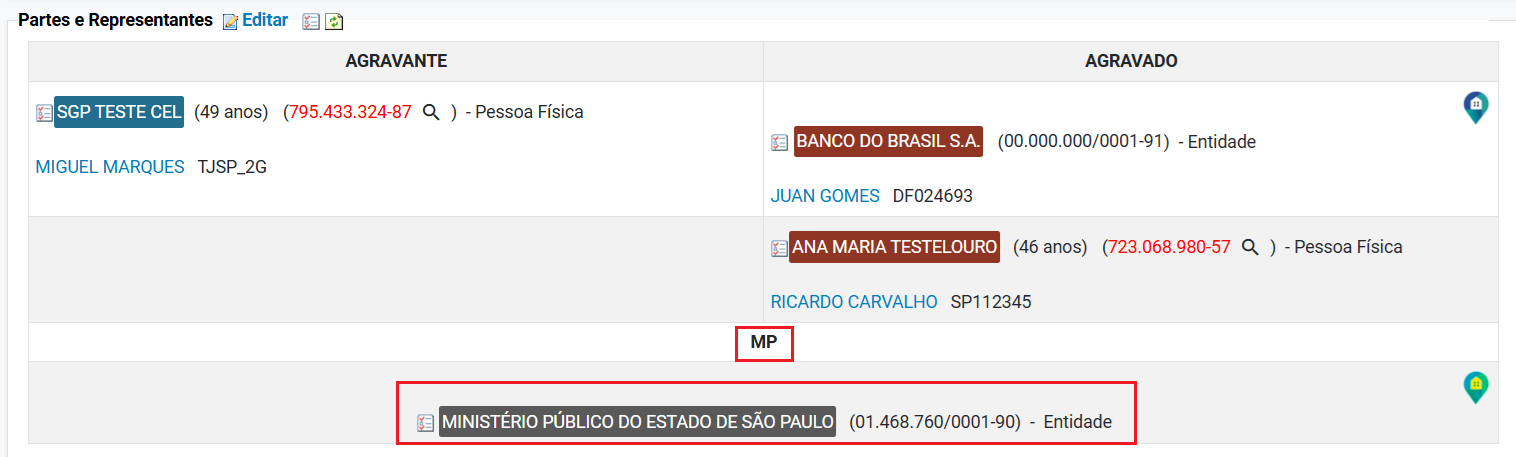 Partes e Representantes Editar
AGRAVANTE
AGRAVADO
SGP TESTE CEL (49 anos) (795.433.324-87 ) - Pessoa Física
MIGUEL MARQUES TJSP_2G
BANCO DO BRASIL S.A. (00.000.000/0001-91) - Entidade
JUAN GOMES DF024693
ANA MARIA TESTELOURO (46 anos) (723.068.980-57 ) - Pessoa Física
RICARDO CARVALHO SP112345
MP
MINISTÉRIO PÚBLICO DO ESTADO DE SÃO PAULO (01.468.760/0001-90) - Entidade